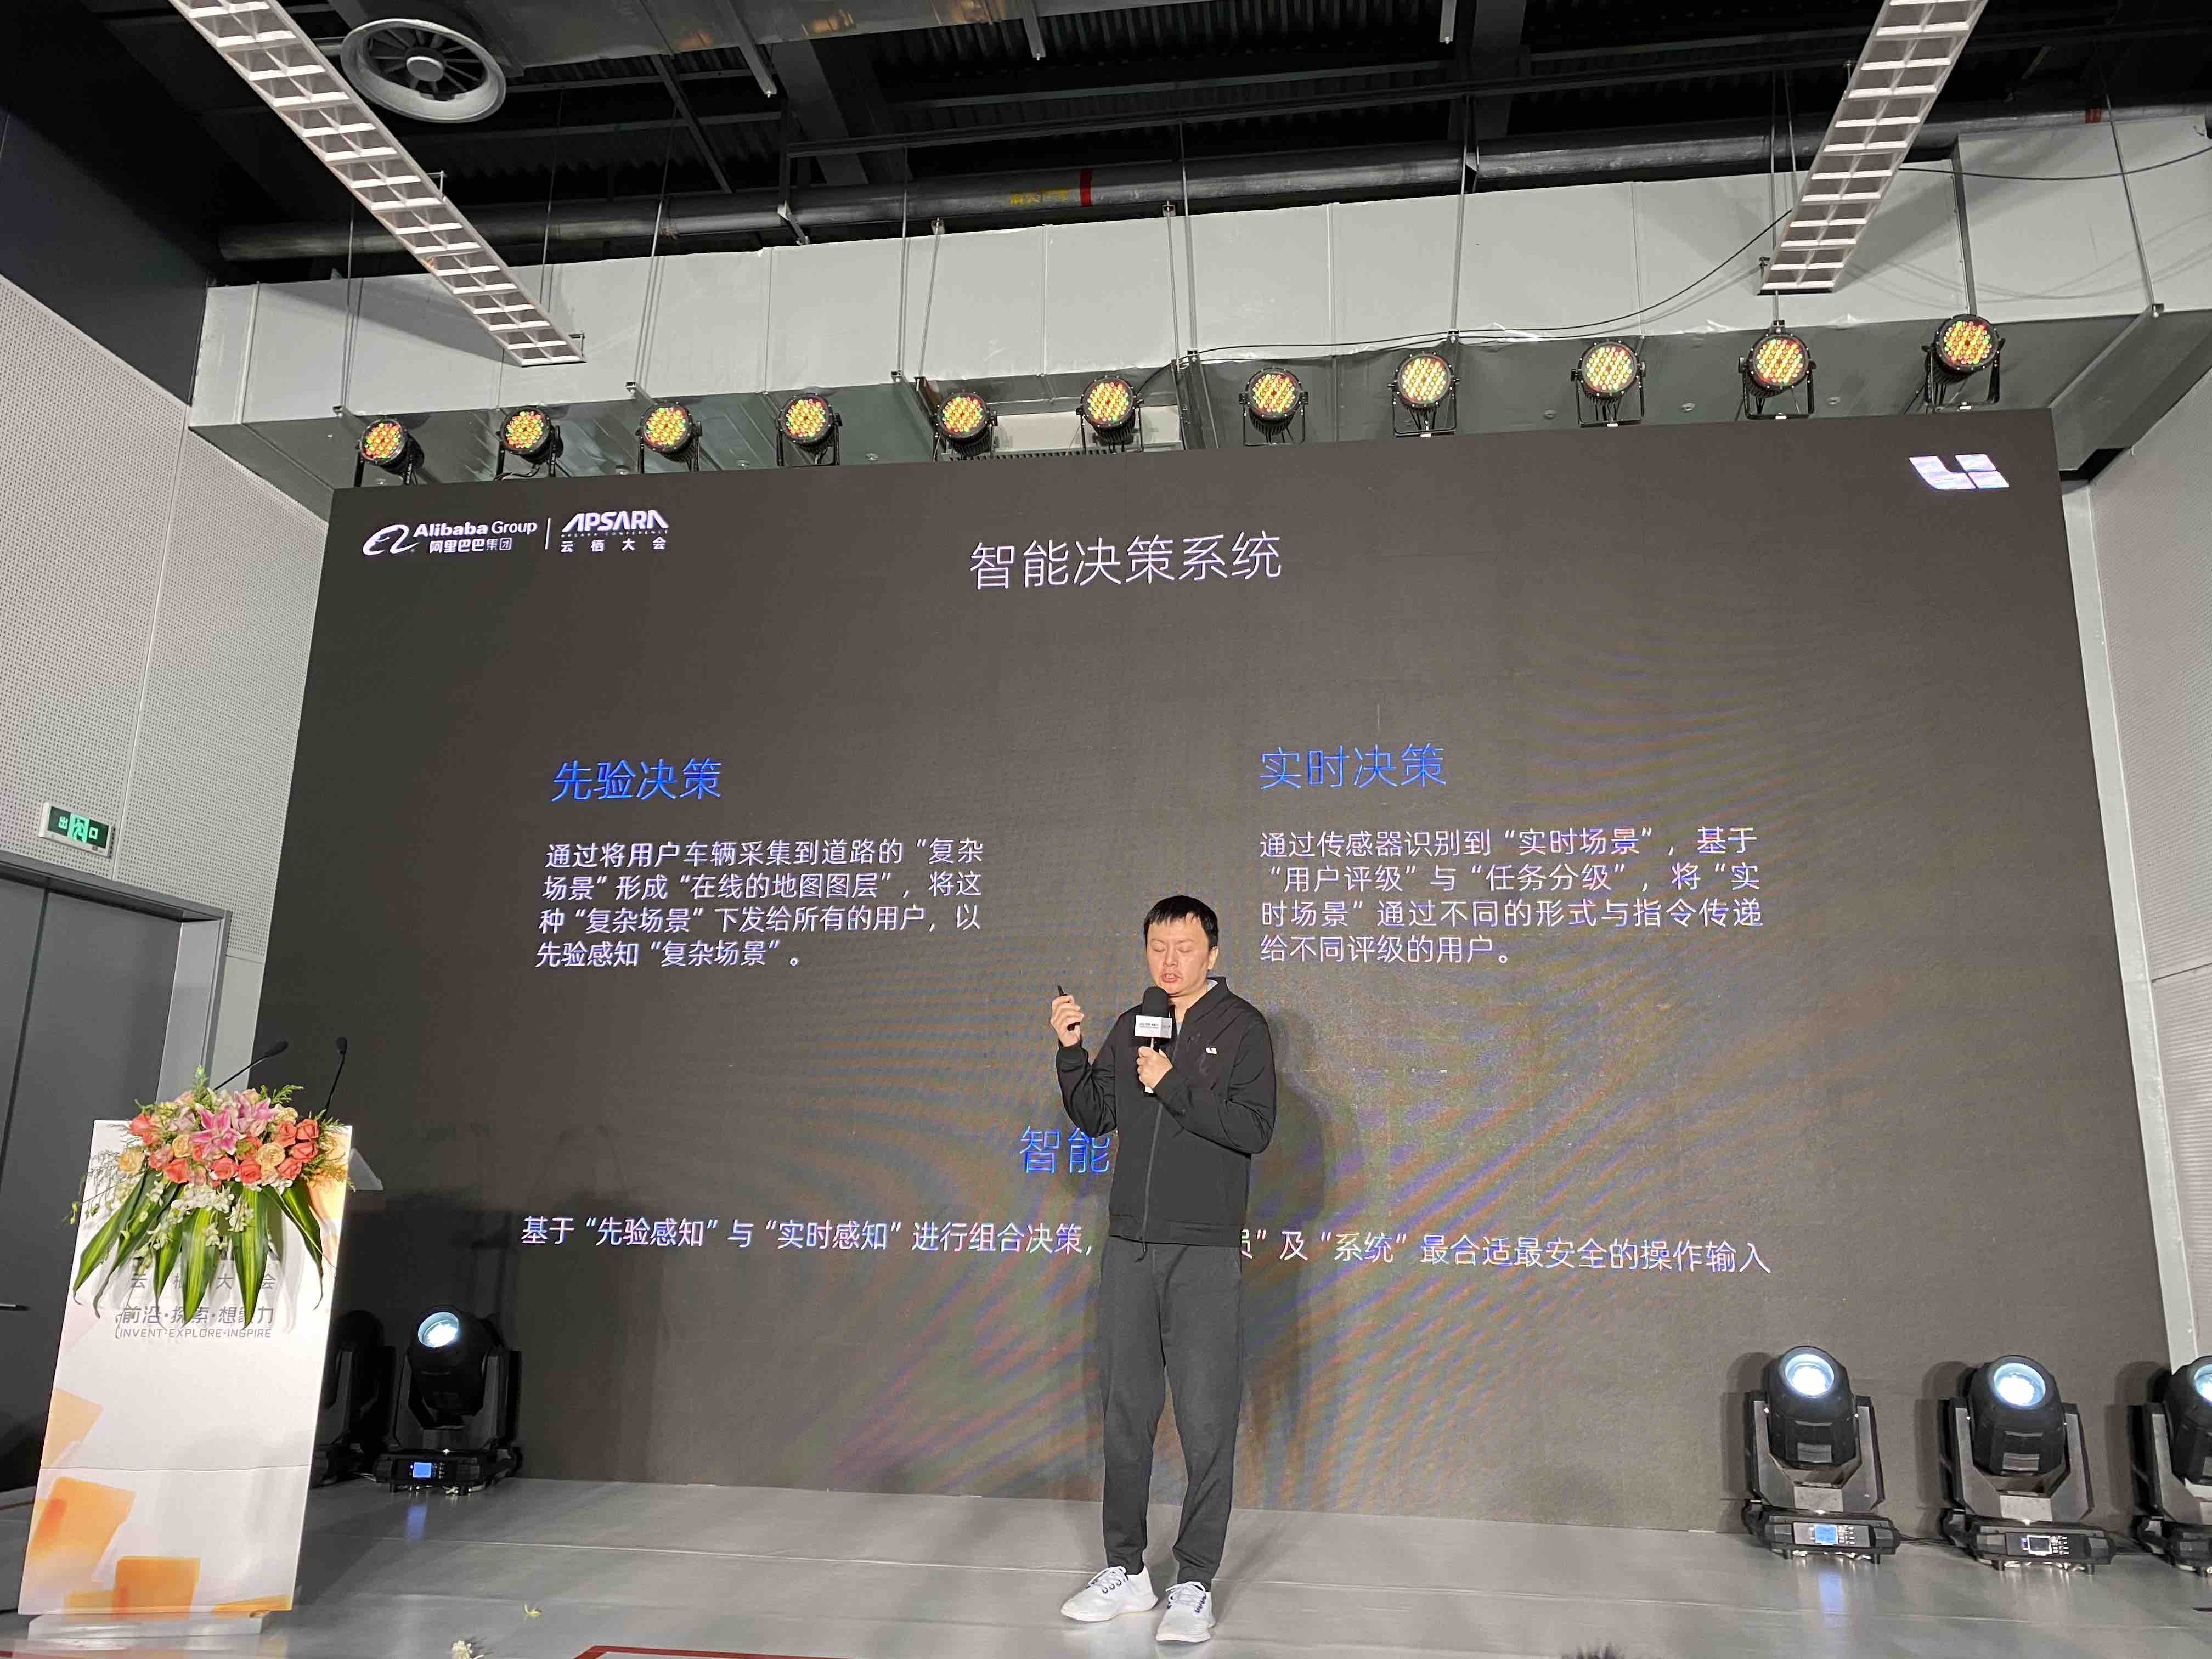 Alibaba Group
阿里巴巴集团
APSARA
APSARA CONFERENCE
云栖大会
智能决策系统
先验决策
通过将用户车辆采集到道路的“复杂
场景”形成“在线的地图图层”，将这
种“复杂场景”下发给所有的用户，以
先验感知“复杂场景”。
实时决策
通过传感器识别到“实时场景”，基于
“用户评级”与“任务分级”，将“实
时场景”通过不同的形式与指令传递
给不同评级的用户。
智能
基于“先验感知”与“实时感知”进行组合决策，
”及“系统”最合适最安全的操作输入
出口
云栖大会
前沿·探索·想象力
INVENT·EXPLORE·INSPIRE